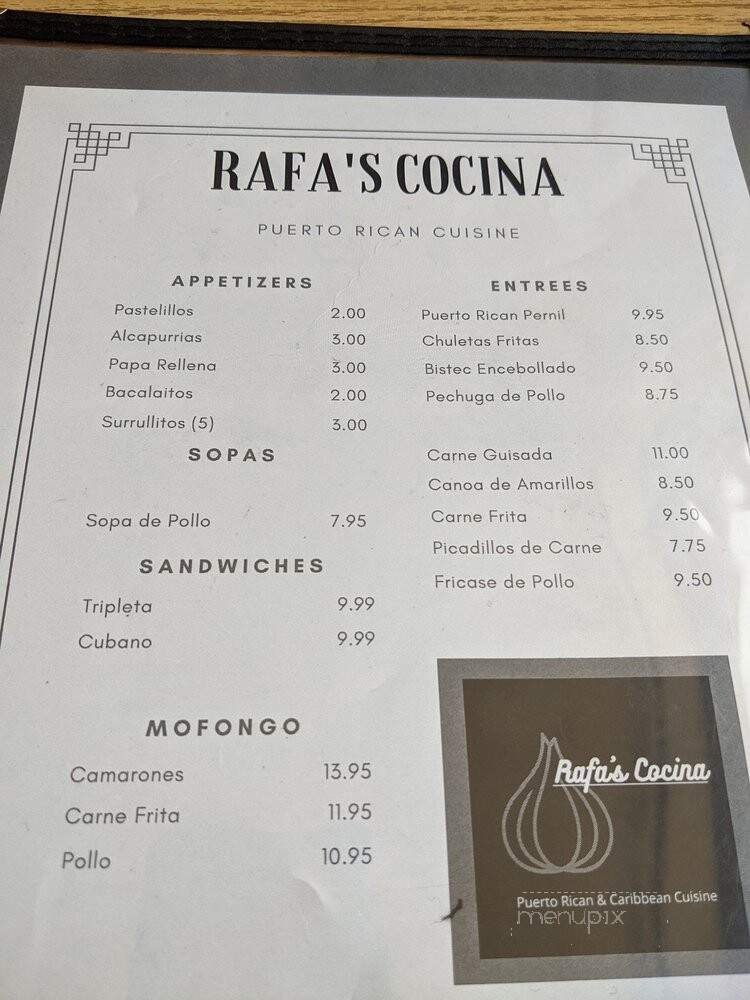 RAFA'S COCINA
PUERTO RICAN CUISINE
APPETIZERS
Pastelillos 2.00
Alcapurrias 3.00
Papa Rellena 3.00
Bacalaitos 2.00
Surrullitos (5) 3.00
SOPAS
Sopa de Pollo 7.95
SANDWICHES
Tripleta 9.99
Cubano 9.99
MOFONGO
Camarones 13.95
Carne Frita 11.95
Pollo 10.95
ENTREES
Puerto Rican Pernil 9.95
Chuletas Fritas 8.50
Bistec Encebollado 9.50
Pechuga de Pollo 8.75
Carne Guisada 11.00
Canoa de Amarillos 8.50
Carne Frita 9.50
Picadillos de Carne 7.75
Fricase de Pollo 9.50
Rafa's Cocina
Puerto Rican & Caribbean Cuisine
menupix